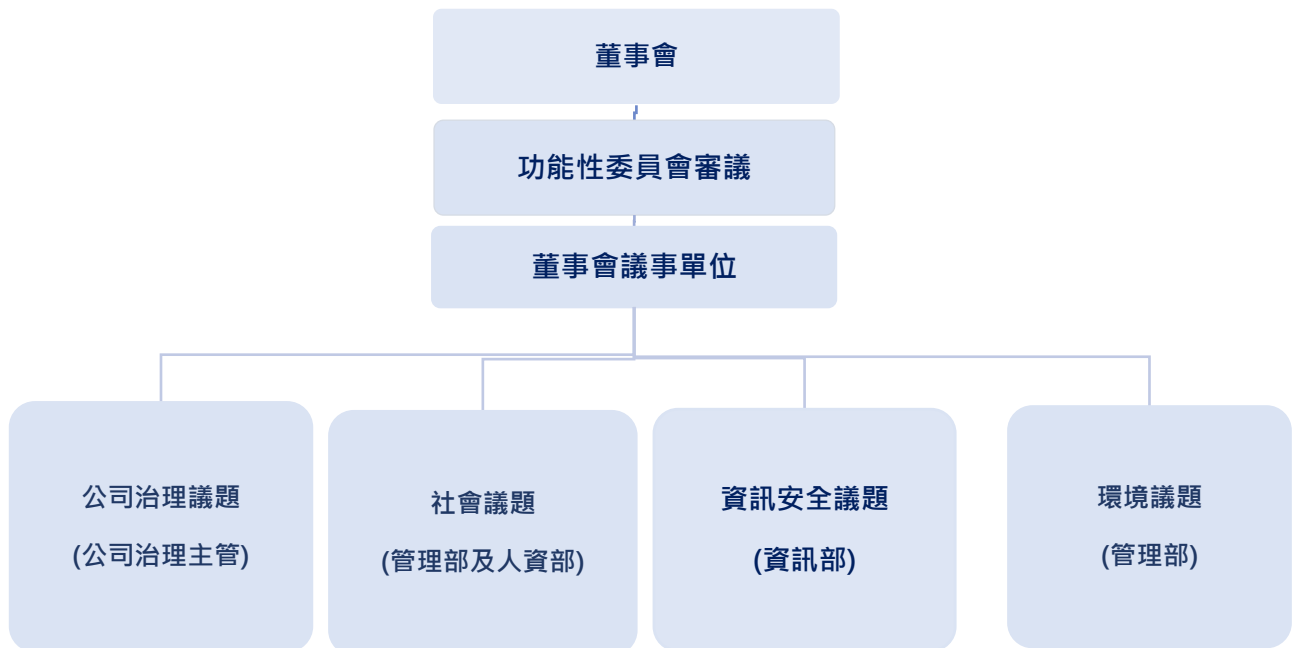 董事會
功能性委員會審議
董事會議事單位
公司治理議題
(公司治理主管)
社會議題
(管理部及人資部)
資訊安全議題
(資訊部)
環境議題
(管理部)